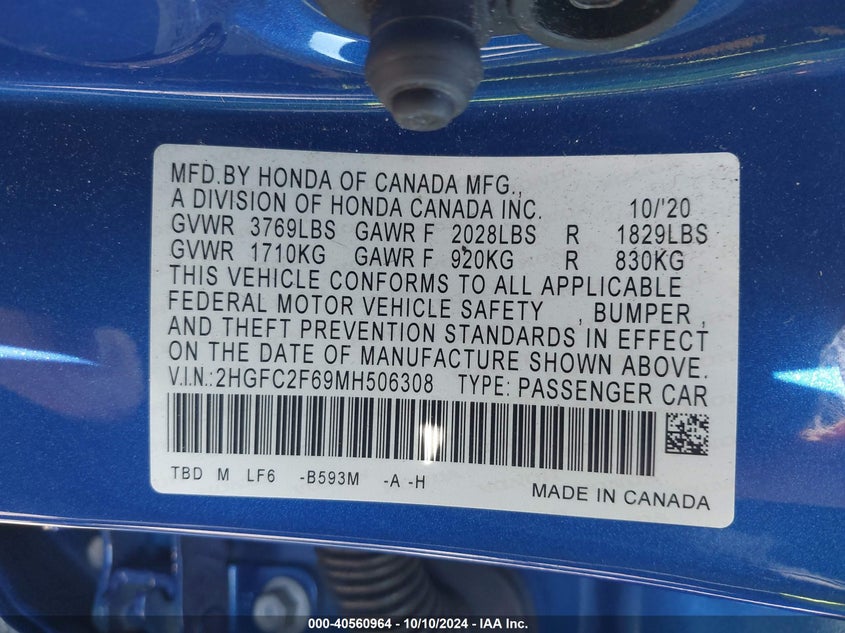 MFD.BY HONDA OF CANADA MFG.,
A DIVISION OF HONDA CANADA INC. 10/'20
GVWR 3769LBS GAWR F 2028LBS R 1829LBS
GVWR 1710KG GAWR F 920KG R 830KG
THIS VEHICLE CONFORMS TO ALL APPLICABLE
FEDERAL MOTOR VEHICLE SAFETY , BUMPER ,
AND THEFT PREVENTION STANDARDS IN EFFECT
ON THE DATE OF MANUFACTURE SHOWN ABOVE.
V.I.N.:2HGFC2F69MH506308 TYPE: PASSENGER CAR
TBD M LF6 -B593M -A -H
MADE IN CANADA
000-40560964 - 10/10/2024 - IAA Inc.